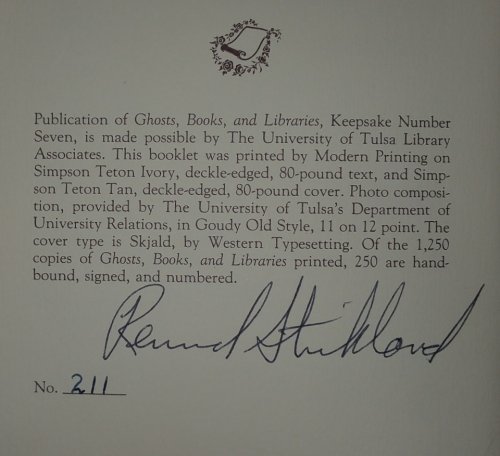 Publication of Ghosts, Books, and Libraries, Keepsake Number
Seven, is made possible by The University of Tulsa Library
Associates. This booklet was printed by Modern Printing on
Simpson Teton Ivory, deckle-edged, 80-pound text, and Simp-
son Teton Tan, deckle-edged, 80-pound cover. Photo composi-
tion, provided by The University of Tulsa's Department of
University Relations, in Goudy Old Style, 11 on 12 point. The
cover type is Skjald, by Western Typesetting. Of the 1,250
copies of Ghosts, Books, and Libraries printed, 250 are hand-
bound, signed, and numbered.
Rennard Strickland
No. 211